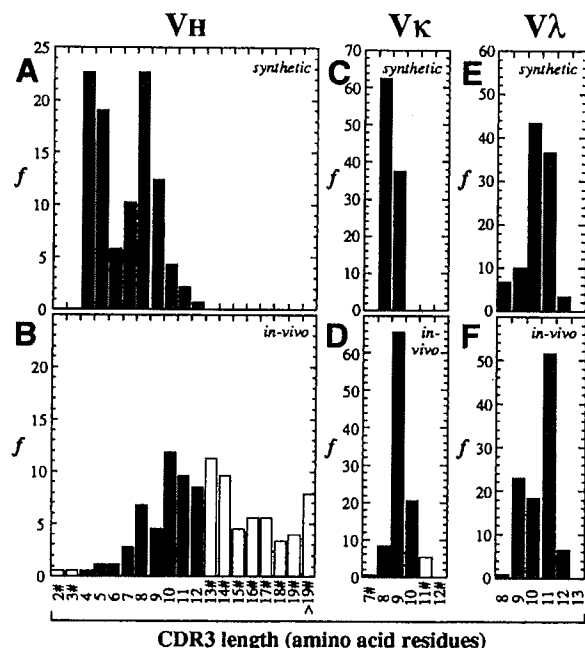 VH Vκ Vλ
A synthetic
25
20
15
10
5
0
f
C synthetic
70
60
50
40
30
20
10
0
f
E synthetic
60
50
40
30
20
10
0
f
B in-vivo
20
15
10
5
0
f
D in-vivo
60
50
40
30
20
10
0
f
F in-vivo
50
40
30
20
10
0
f
2# 3# 4 5 6 7 8 9 10 11 12 13# 14# 15# 16# 17# 18# 19# 19# ^
7# 8 9 10 11# 12#
8 9 10 11 12 13
CDR3 length (amino acid residues)